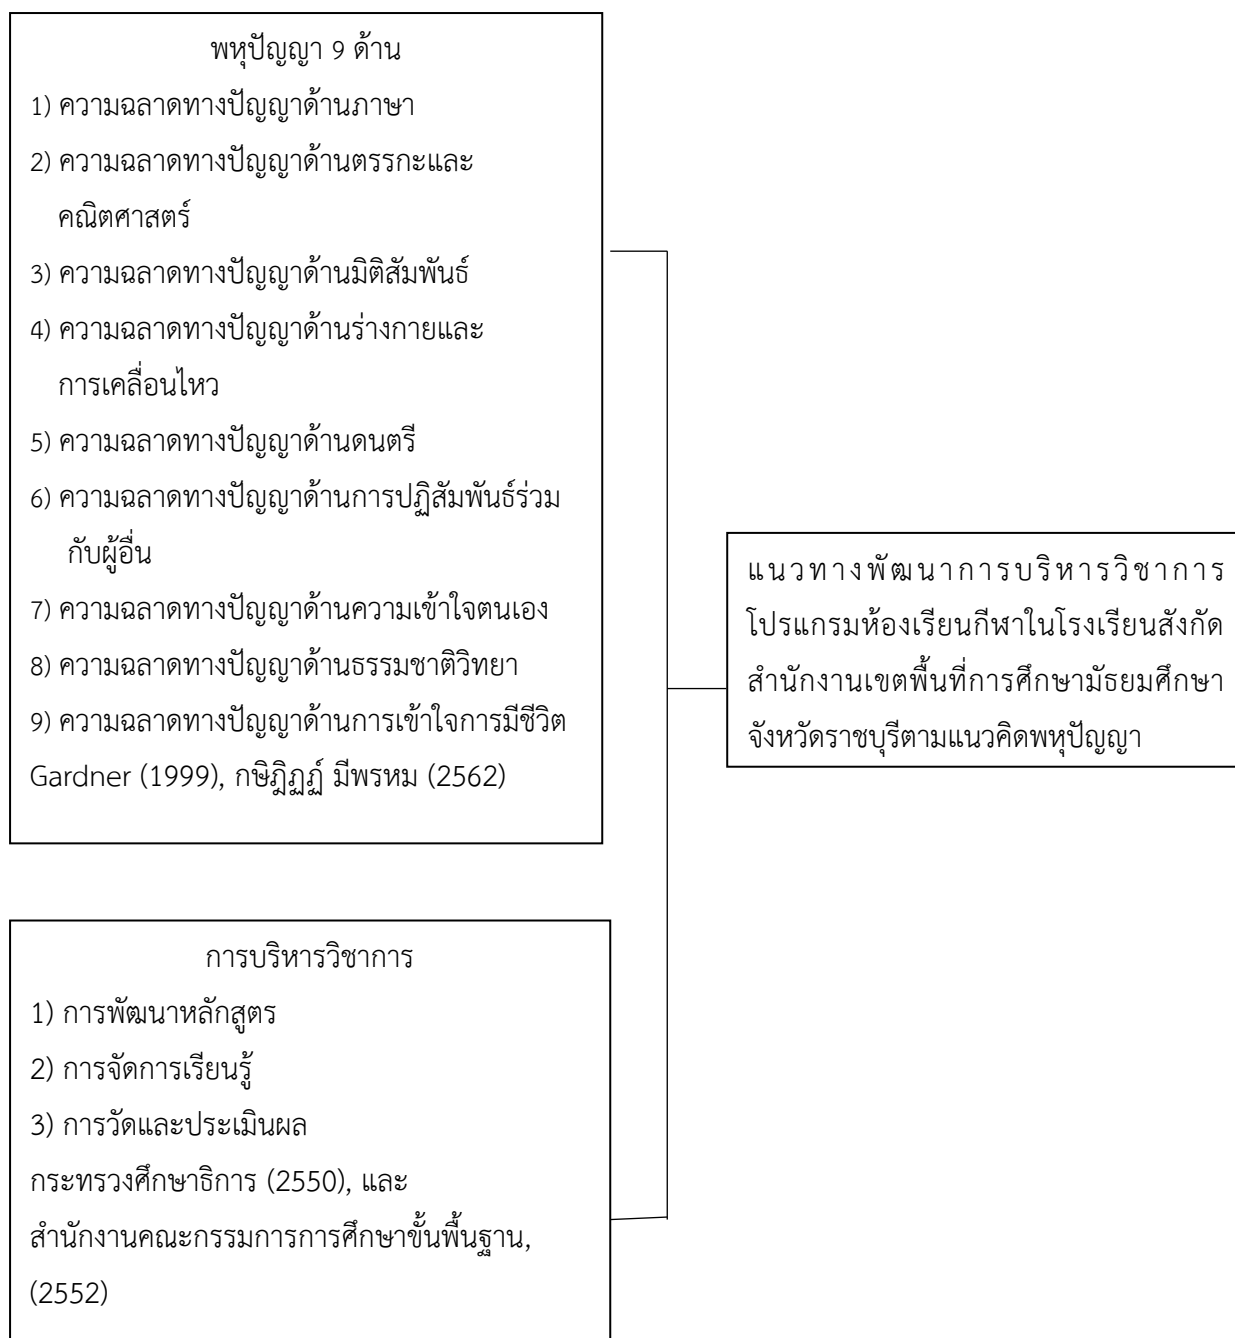 พหุปัญญา 9 ด้าน
1) ความฉลาดทางปัญญาด้านภาษา
2) ความฉลาดทางปัญญาด้านตรรกะและ
คณิตศาสตร์
3) ความฉลาดทางปัญญาด้านมิติสัมพันธ์
4) ความฉลาดทางปัญญาด้านร่างกายและ
การเคลื่อนไหว
5) ความฉลาดทางปัญญาด้านดนตรี
6) ความฉลาดทางปัญญาด้านการปฏิสัมพันธ์ร่วม
กับผู้อื่น
7) ความฉลาดทางปัญญาด้านความเข้าใจตนเอง
8) ความฉลาดทางปัญญาด้านธรรมชาติวิทยา
9) ความฉลาดทางปัญญาด้านการเข้าใจการมีชีวิต
Gardner (1999), กษิฎิฏฏ์ มีพรหม (2562)
การบริหารวิชาการ
1) การพัฒนาหลักสูตร
2) การจัดการเรียนรู้
3) การวัดและประเมินผล
กระทรวงศึกษาธิการ (2550), และ
สำนักงานคณะกรรมการการศึกษาขั้นพื้นฐาน,
(2552)
แนวทางพัฒนาการบริหารวิชาการ
โปรแกรมห้องเรียนกีฬาในโรงเรียนสังกัด
สำนักงานเขตพื้นที่การศึกษามัธยมศึกษา
จังหวัดราชบุรีตามแนวคิดพหุปัญญา